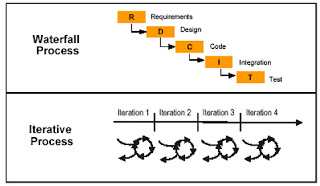 Waterfall
Process
R Requirements
D Design
C Code
I Integration
T Test
Iterative
Process
Iteration 1 Iteration 2 Iteration 3 Iteration 4